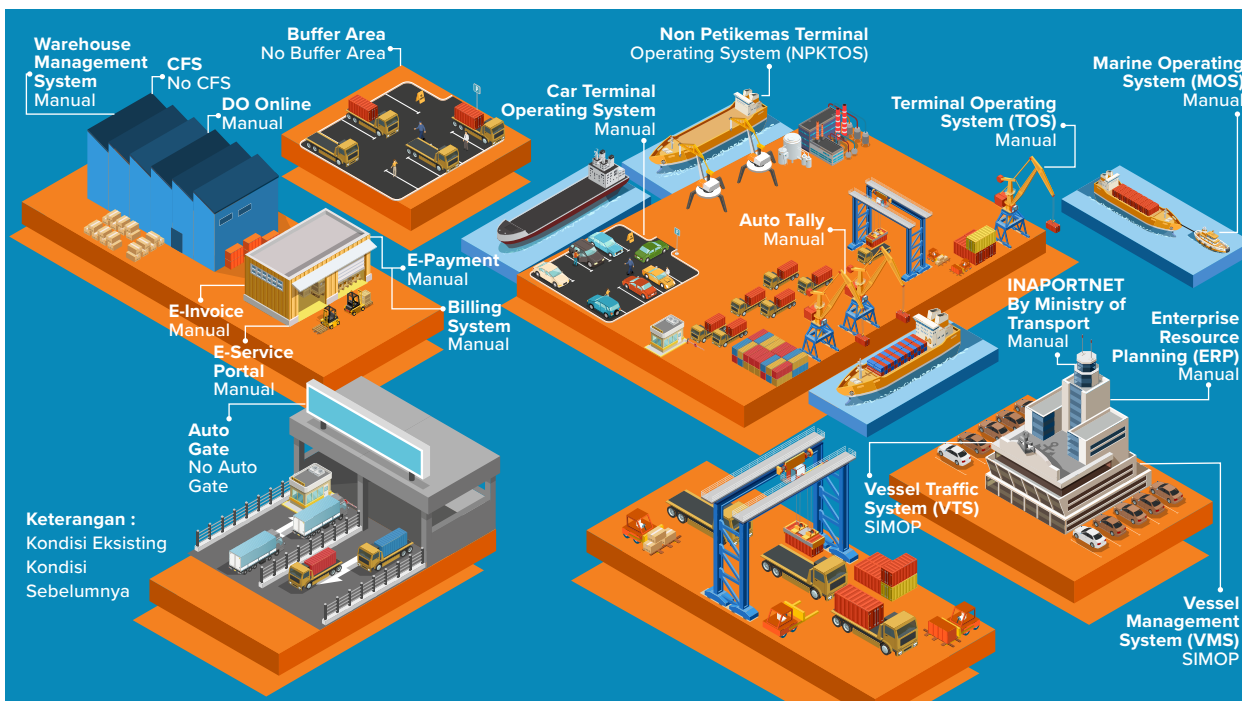 Warehouse
Management
System
Manual
CFS
No CFS
DO Online
Manual
Buffer Area
No Buffer Area
Car Terminal
Operating System
Manual
Non Petikemas Terminal
Operating System (NPKTOS)
Terminal Operating
System (TOS)
Manual
Marine Operating
System (MOS)
Manual
Auto Tally
Manual
E-Payment
Manual
Billing
System
Manual
E-Invoice
Manual
E-Service
Portal
Manual
INAPORTNET
By Ministry of
Transport
Manual
Enterprise
Resource
Planning (ERP)
Manual
Auto
Gate
No Auto
Gate
Vessel Traffic
System (VTS)
SIMOP
Vessel
Management
System (VMS)
SIMOP
Keterangan :
Kondisi Eksisting
Kondisi
Sebelumnya